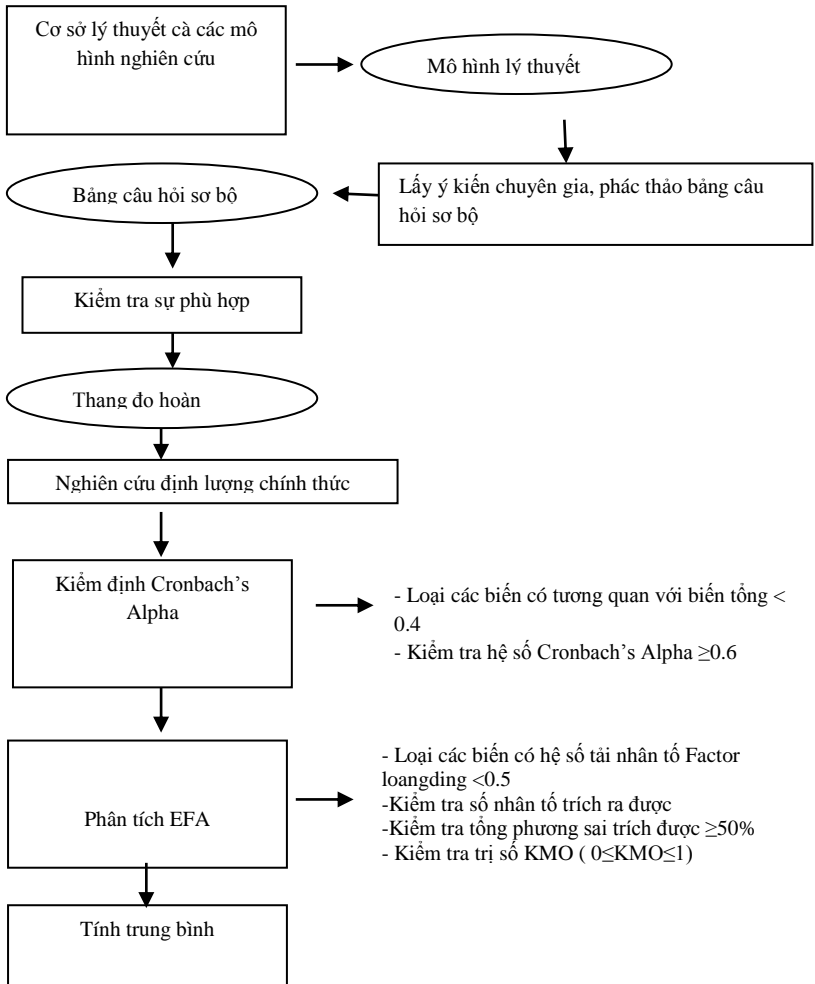 Cơ sở lý thuyết cà các mô
hình nghiên cứu
Mô hình lý thuyết
Lấy ý kiến chuyên gia, phác thảo bảng câu
hỏi sơ bộ
Bảng câu hỏi sơ bộ
Kiểm tra sự phù hợp
Thang đo hoàn
Nghiên cứu định lượng chính thức
Kiểm định Cronbach’s
Alpha
- Loại các biến có tương quan với biến tổng <
0.4
- Kiểm tra hệ số Cronbach’s Alpha ≥0.6
Phân tích EFA
- Loại các biến có hệ số tải nhân tố Factor
loangding <0.5
-Kiểm tra số nhân tố trích ra được
-Kiểm tra tổng phương sai trích được ≥50%
- Kiểm tra trị số KMO ( 0≤KMO≤1)
Tính trung bình